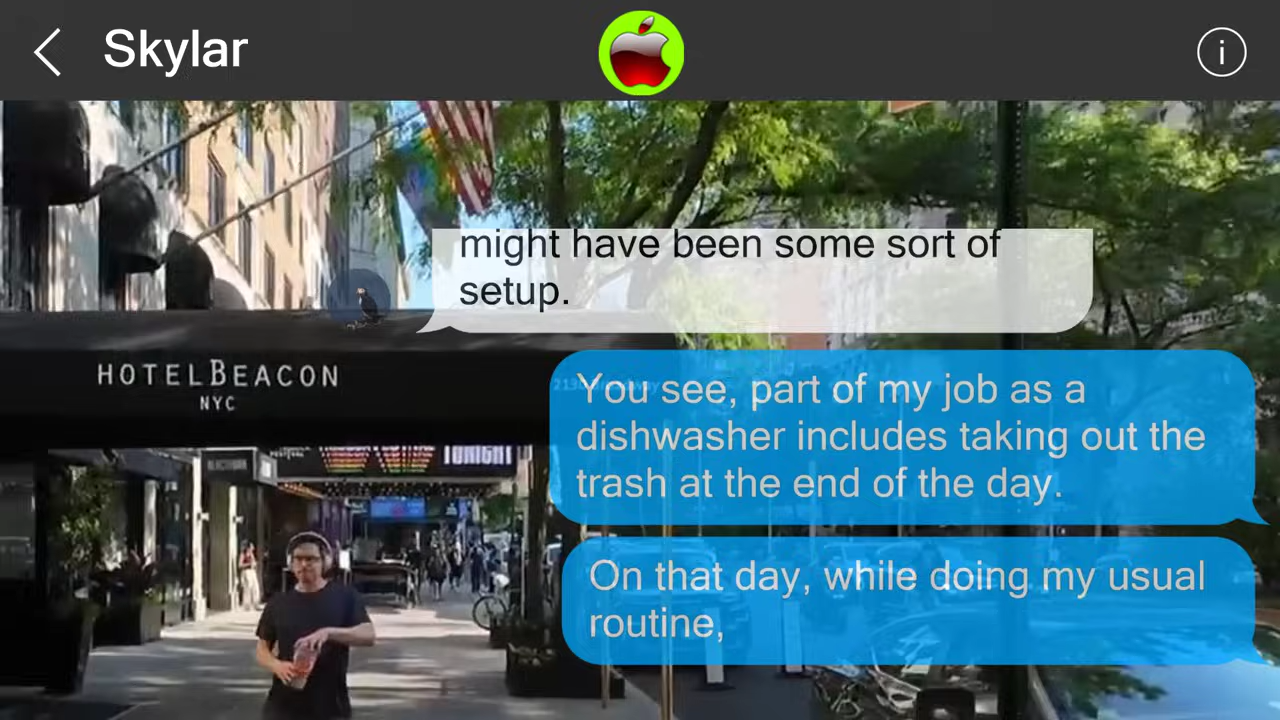 Skylar
i
might have been some sort of
setup.
HOTEL BEACON
NYC
You see, part of my job as a
dishwasher includes taking out the
trash at the end of the day.
TONIGHT
On that day, while doing my usual
routine,